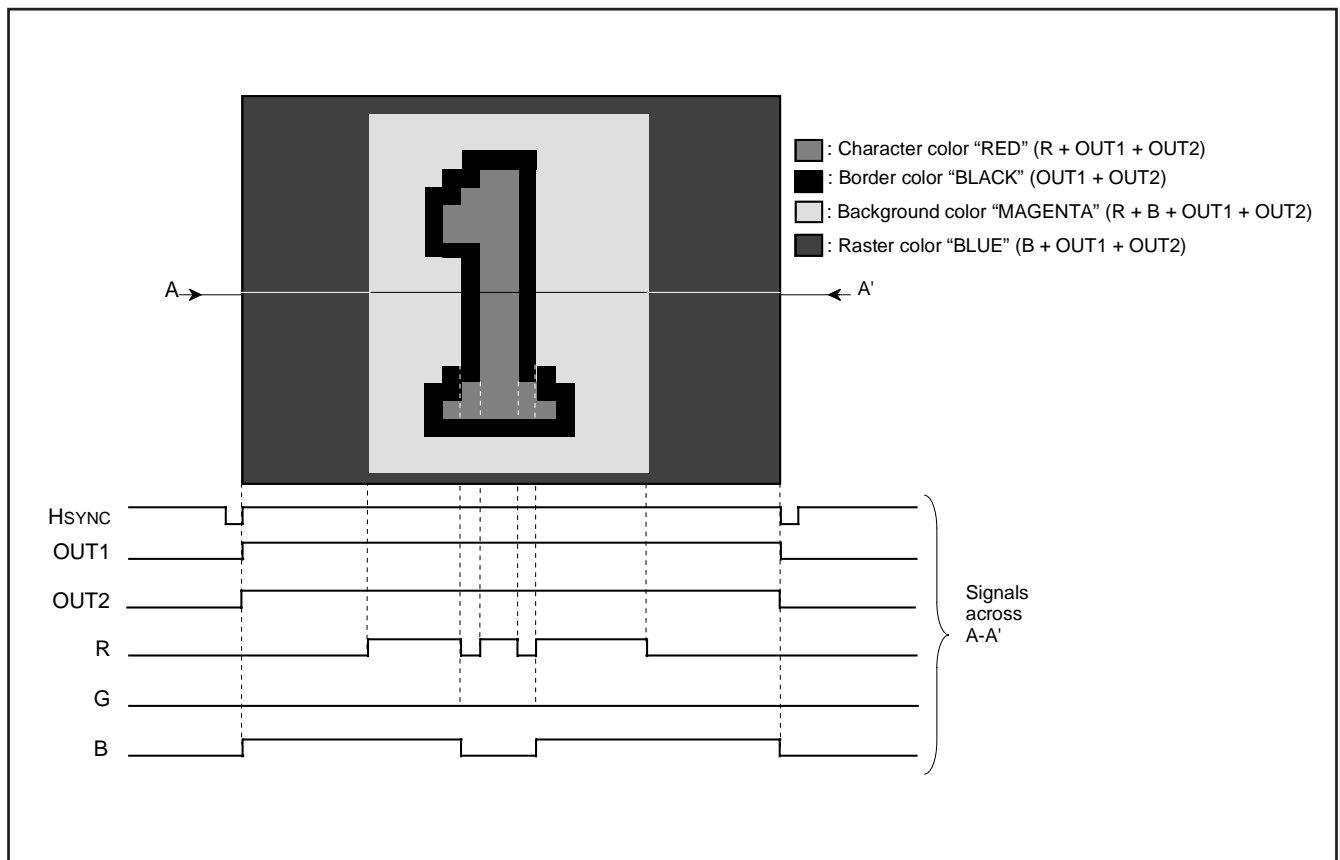 : Character color “RED” (R + OUT1 + OUT2)
: Border color “BLACK” (OUT1 + OUT2)
: Background color “MAGENTA” (R + B + OUT1 + OUT2)
: Raster color “BLUE” (B + OUT1 + OUT2)
A
A'
HSYNC
OUT1
OUT2
R
G
B
Signals
across
A-A'